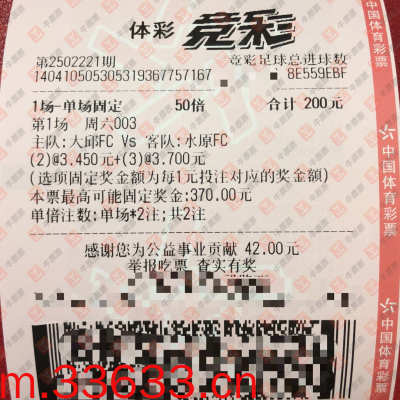 体彩 竞彩
第2502221期 竞彩足球总进球数
140410505305319367757167 8E559EBF
1场-单场固定 50倍 合计 200元
第1场 周六003
主队:大邱FC Vs 客队:水原FC
(2)@3.450元+(3)@3.700元
(选项固定奖金额为每1元投注对应的奖金额)
本票最高可能固定奖金:370.00元
单倍注数:单场*2注;共2注
感谢您为公益事业贡献 42.00元
举报吃票 查实有奖
m.33633.cn
中国体育彩票
中国体育彩票
中国体育彩票